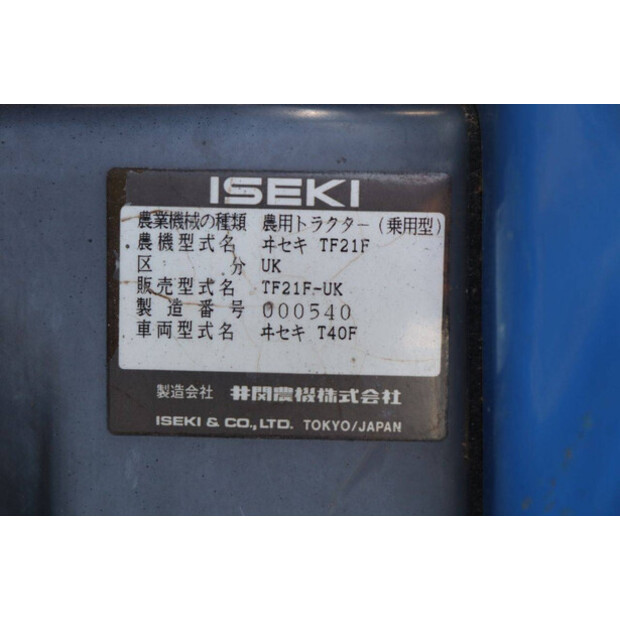 ISEKI
農業機械の種類 農用トラクター(乗用型)
農機型式名 ヰセキ TF21F
区分 UK
販売型式名 TF21F-UK
製造番号 000540
車両型式名 ヰセキ T40F
製造会社 井関農機株式会社
ISEKI & CO., LTD. TOKYO/JAPAN